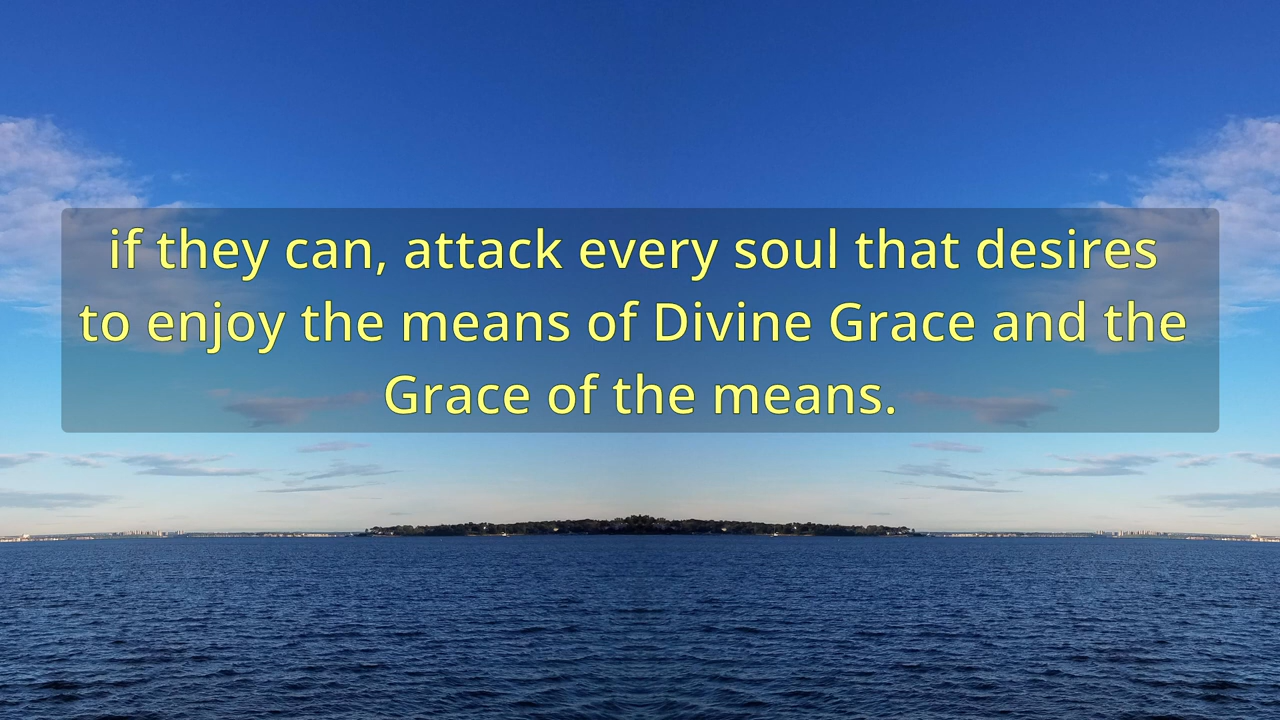 if they can, attack every soul that desires
to enjoy the means of Divine Grace and the
Grace of the means.